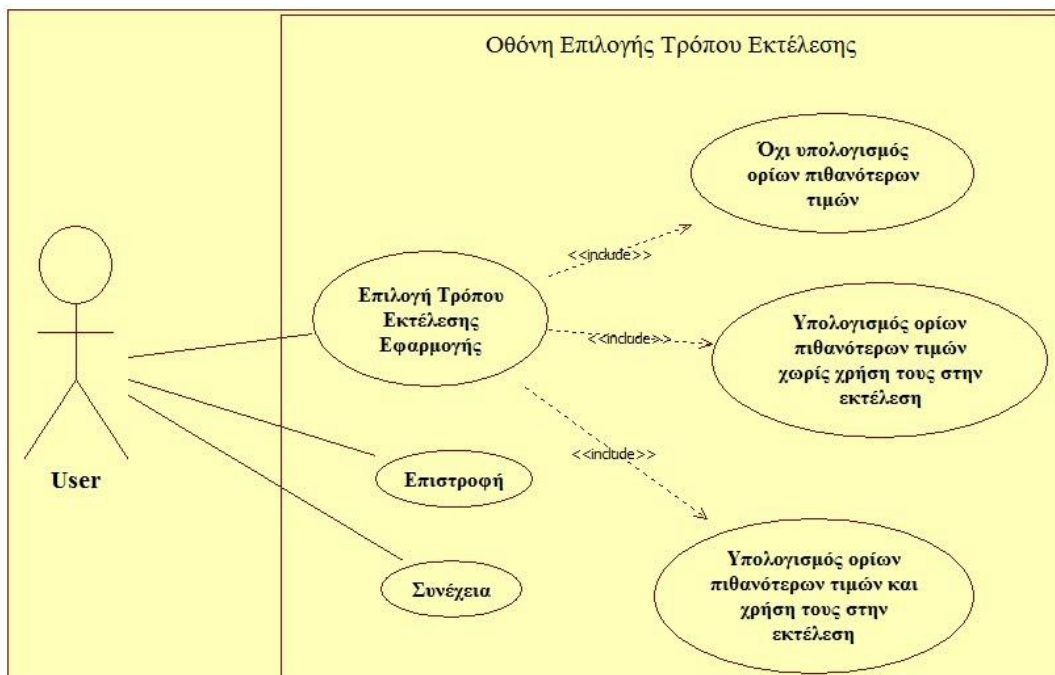 Οθόνη Επιλογής Τρόπου Εκτέλεσης
Όχι υπολογισμός
ορίων πιθανότερων
τιμών
<<include>>
Επιλογή Τρόπου
Εκτέλεσης
Εφαρμογής
<<include>>
Υπολογισμός ορίων
πιθανότερων τιμών
χωρίς χρήση τους στην
εκτέλεση
<<include>>
User
Επιστροφή
Συνέχεια
Υπολογισμός ορίων
πιθανότερων τιμών και
χρήση τους στην
εκτέλεση